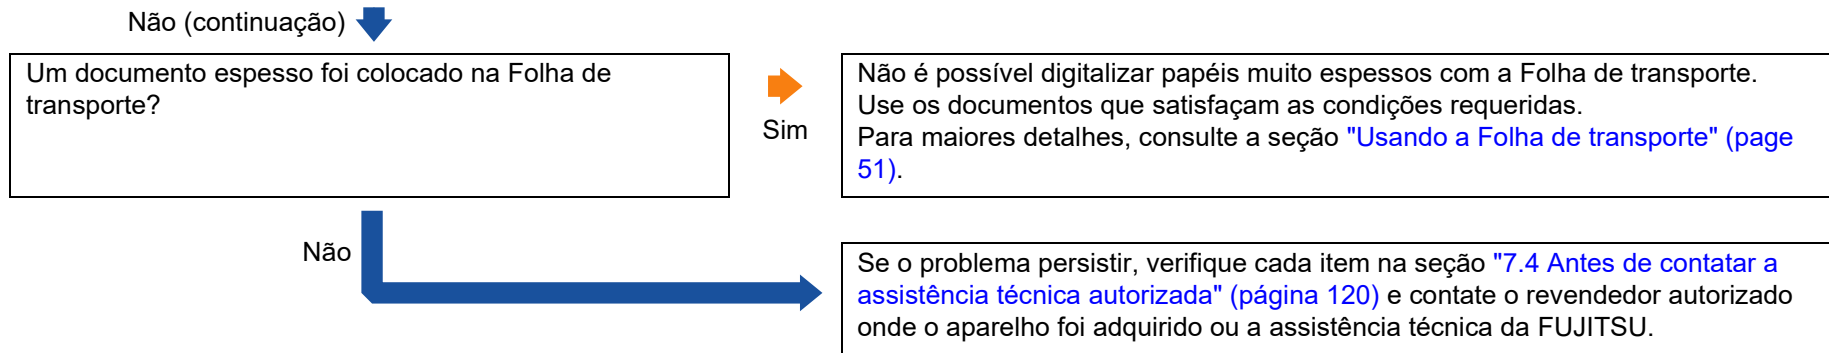 Não (continuação)
Um documento espesso foi colocado na Folha de
transporte?
Sim
Não é possível digitalizar papéis muito espessos com a Folha de transporte.
Use os documentos que satisfaçam as condições requeridas.
Para maiores detalhes, consulte a seção "Usando a Folha de transporte" (page
51).
Não
Se o problema persistir, verifique cada item na seção "7.4 Antes de contatar a
assistência técnica autorizada" (página 120) e contate o revendedor autorizado
onde o aparelho foi adquirido ou a assistência técnica da FUJITSU.